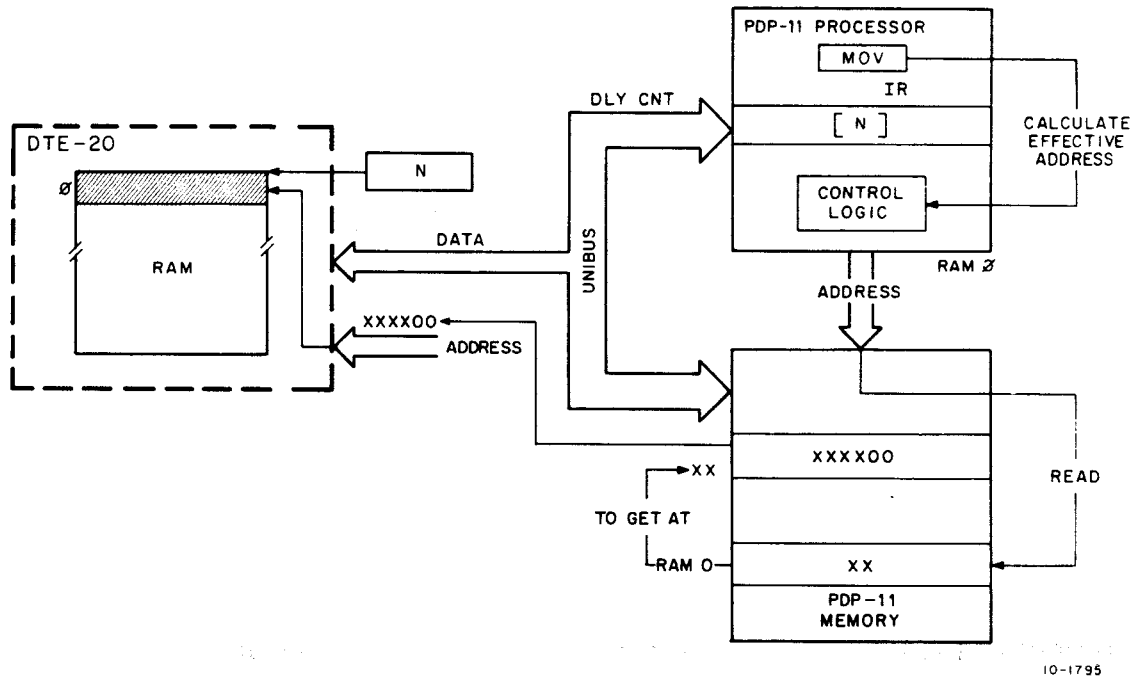 PDP-11 PROCESSOR
MOV
IR
DLY CNT
[ N ]
CALCULATE
EFFECTIVE
ADDRESS
DTE-20
N
Ø
CONTROL
LOGIC
DATA
UNIBUS
RAM
RAM Ø
ADDRESS
XXXX00
ADDRESS
XXXX00
XX
READ
TO GET AT
RAM 0
XX
PDP-11
MEMORY
10-1795